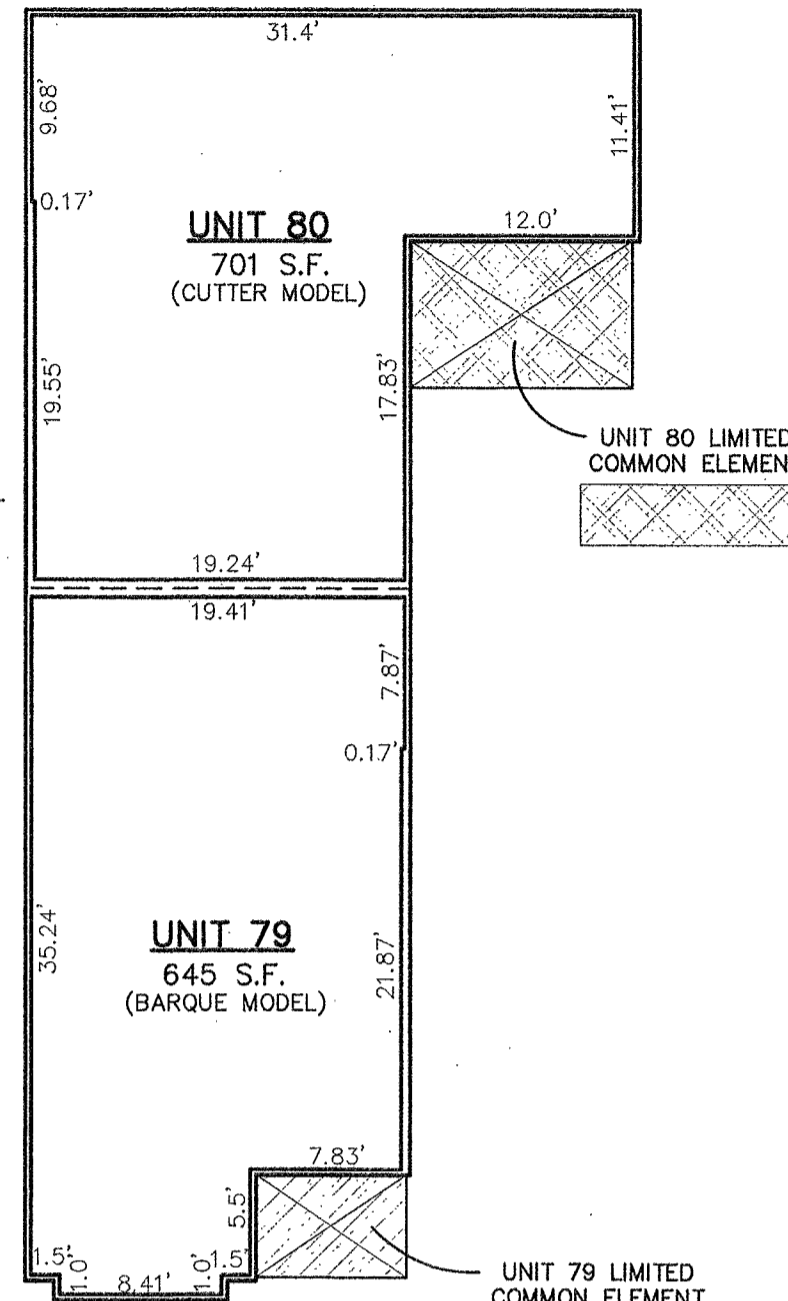 31.4'
9.68'
11.41'
0.17'
12.0'
UNIT 80
701 S.F.
(CUTTER MODEL)
19.55'
17.83'
UNIT 80 LIMITED
COMMON ELEMEN
19.24'
19.41'
7.87'
0.17'
35.24'
UNIT 79
645 S.F.
(BARQUE MODEL)
21.87'
7.83'
5.5'
1.5'
1.0'
8.41'
1.0'
1.5'
UNIT 79 LIMITED
COMMON ELEMENT